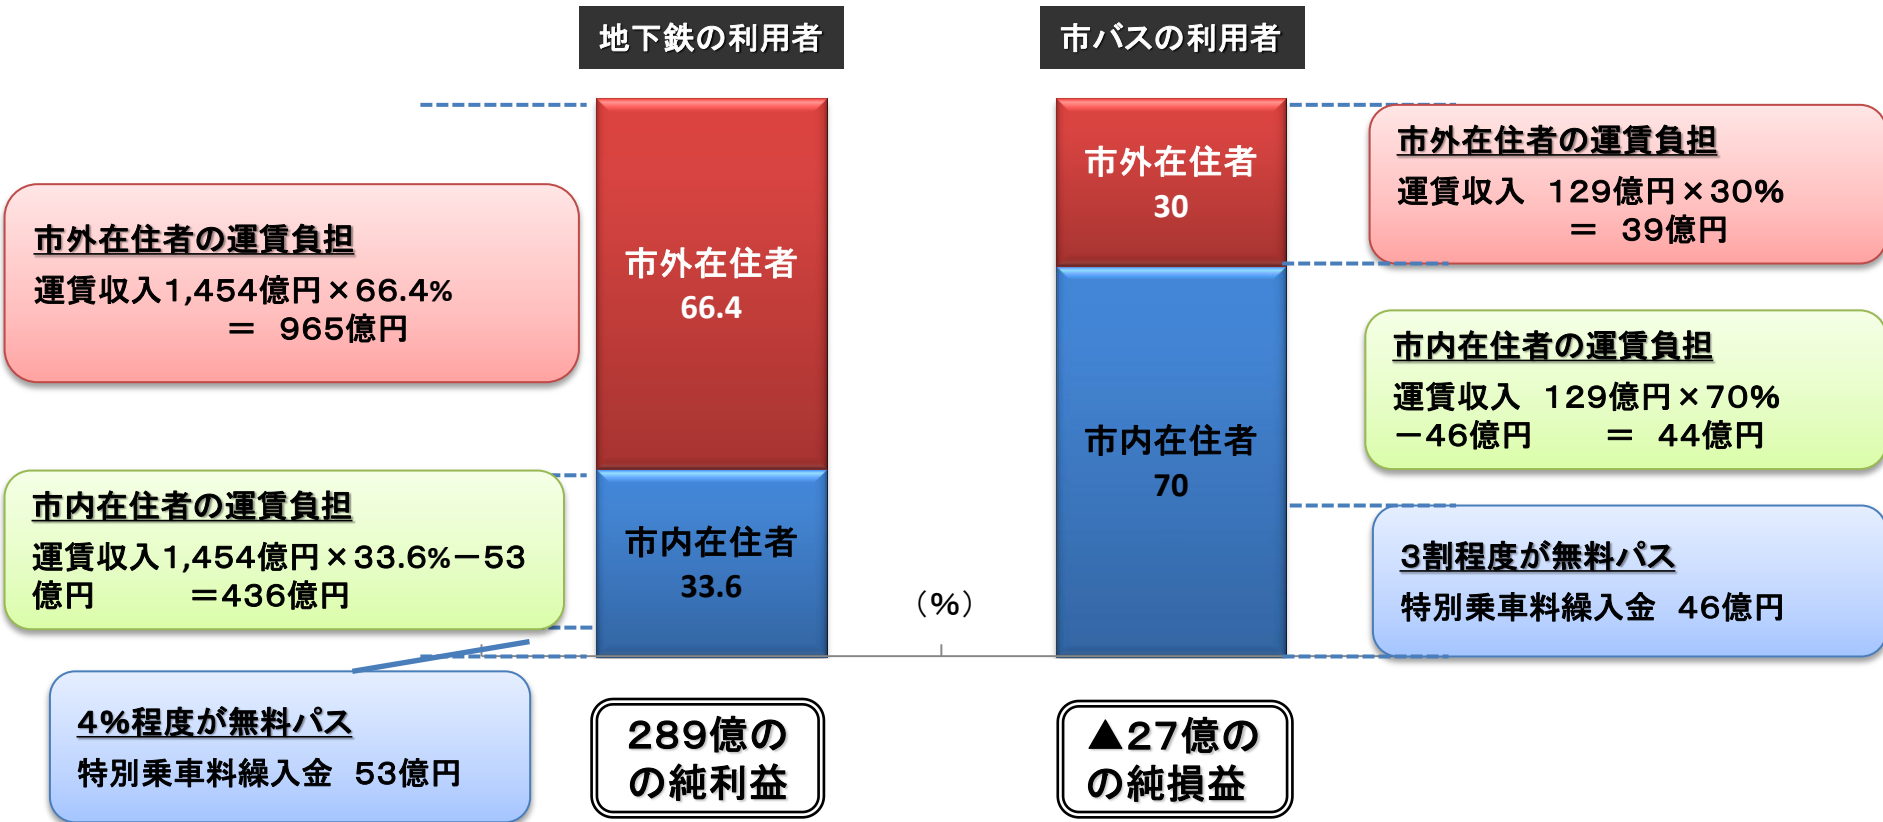 地下鉄の利用者
市バスの利用者
市外在住者の運賃負担
運賃収入1,454億円×66.4%
＝ 965億円
市内在住者の運賃負担
運賃収入1,454億円×33.6%－53
億円 ＝436億円
4%程度が無料パス
特別乗車料繰入金 53億円
市外在住者
66.4
市内在住者
33.6
289億の
の純利益
（%）
市外在住者
30
市内在住者
70
▲27億の
の純損益
市外在住者の運賃負担
運賃収入 129億円×30%
＝ 39億円
市内在住者の運賃負担
運賃収入 129億円×70%
－46億円 ＝ 44億円
3割程度が無料パス
特別乗車料繰入金 46億円